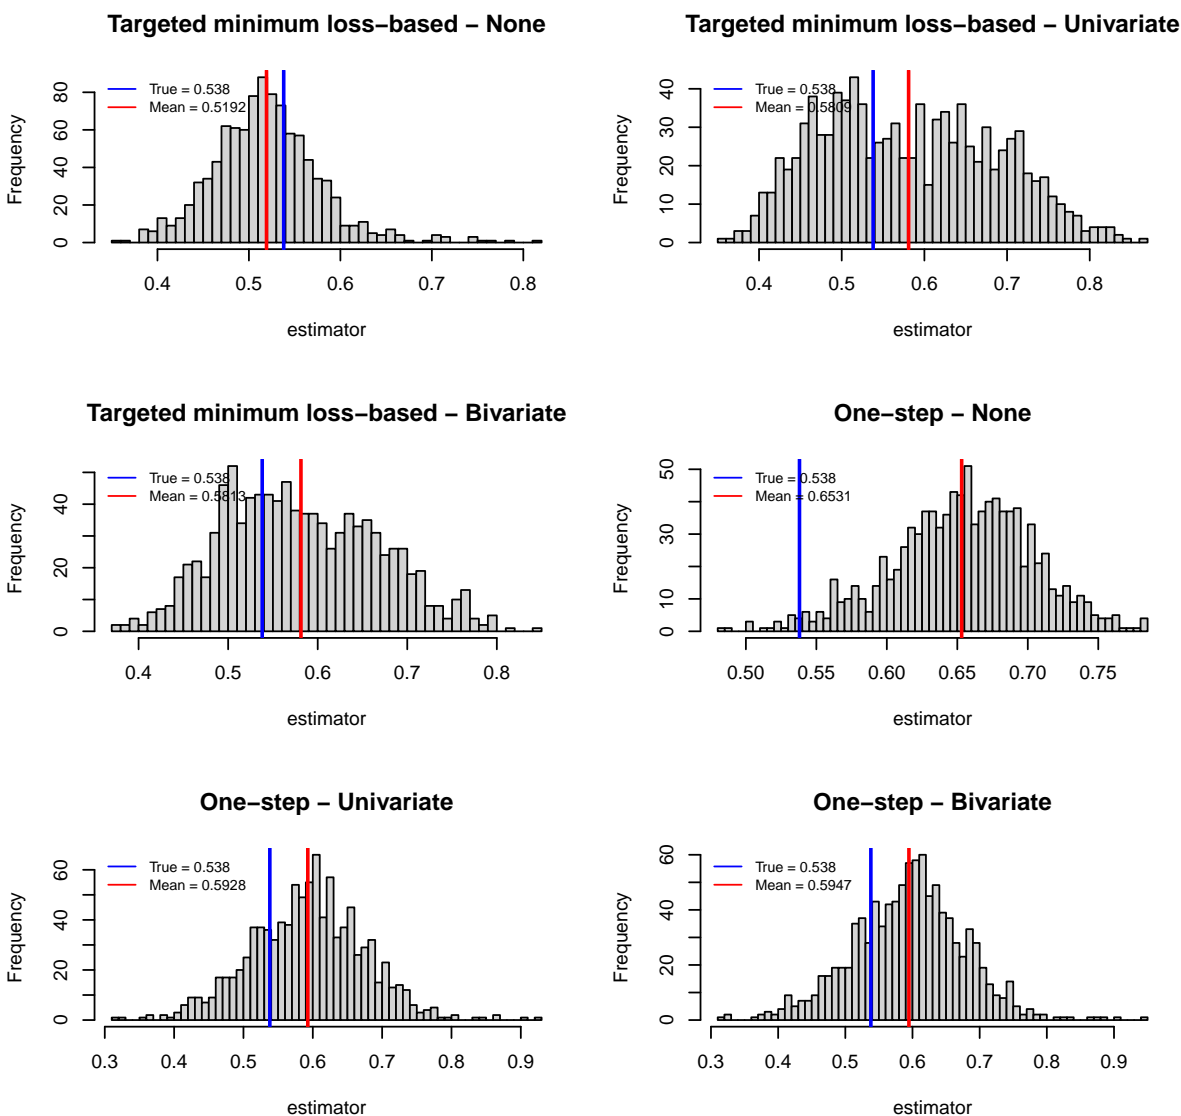 Targeted minimum loss−based − None
True = 0.538
Mean = 0.5192
Frequency
0 20 40 60 80
0.4 0.5 0.6 0.7 0.8
estimator
Targeted minimum loss−based − Univariate
True = 0.538
Mean = 0.5809
Frequency
0 10 20 30 40
0.4 0.5 0.6 0.7 0.8
estimator
Targeted minimum loss−based − Bivariate
True = 0.538
Mean = 0.5813
Frequency
0 20 40
0.4 0.5 0.6 0.7 0.8
estimator
One−step − None
True = 0.538
Mean = 0.6531
Frequency
0 10 30 50
0.50 0.55 0.60 0.65 0.70 0.75
estimator
One−step − Univariate
True = 0.538
Mean = 0.5928
Frequency
0 20 40 60
0.3 0.4 0.5 0.6 0.7 0.8 0.9
estimator
One−step − Bivariate
True = 0.538
Mean = 0.5947
Frequency
0 20 40 60
0.3 0.4 0.5 0.6 0.7 0.8 0.9
estimator